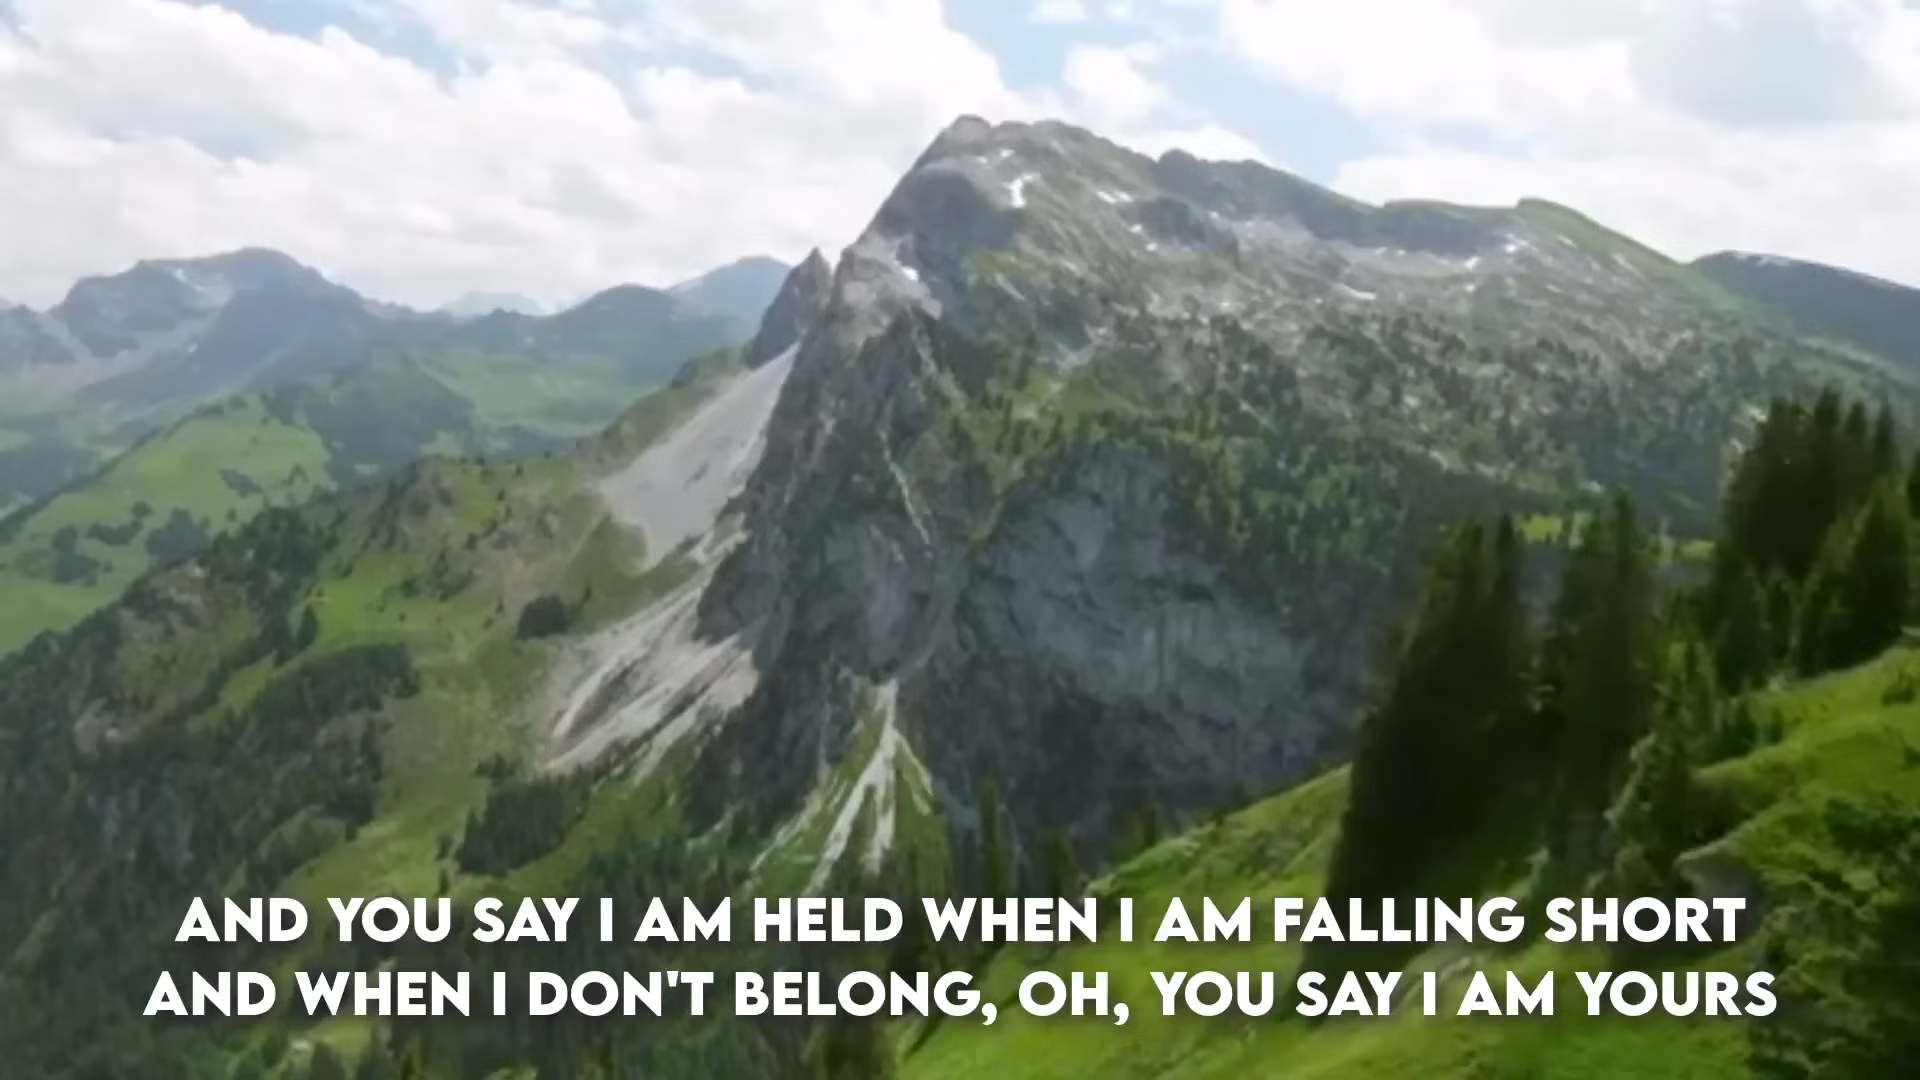 AND YOU SAY I AM HELD WHEN I AM FALLING SHORT
AND WHEN I DON'T BELONG, OH, YOU SAY I AM YOURS